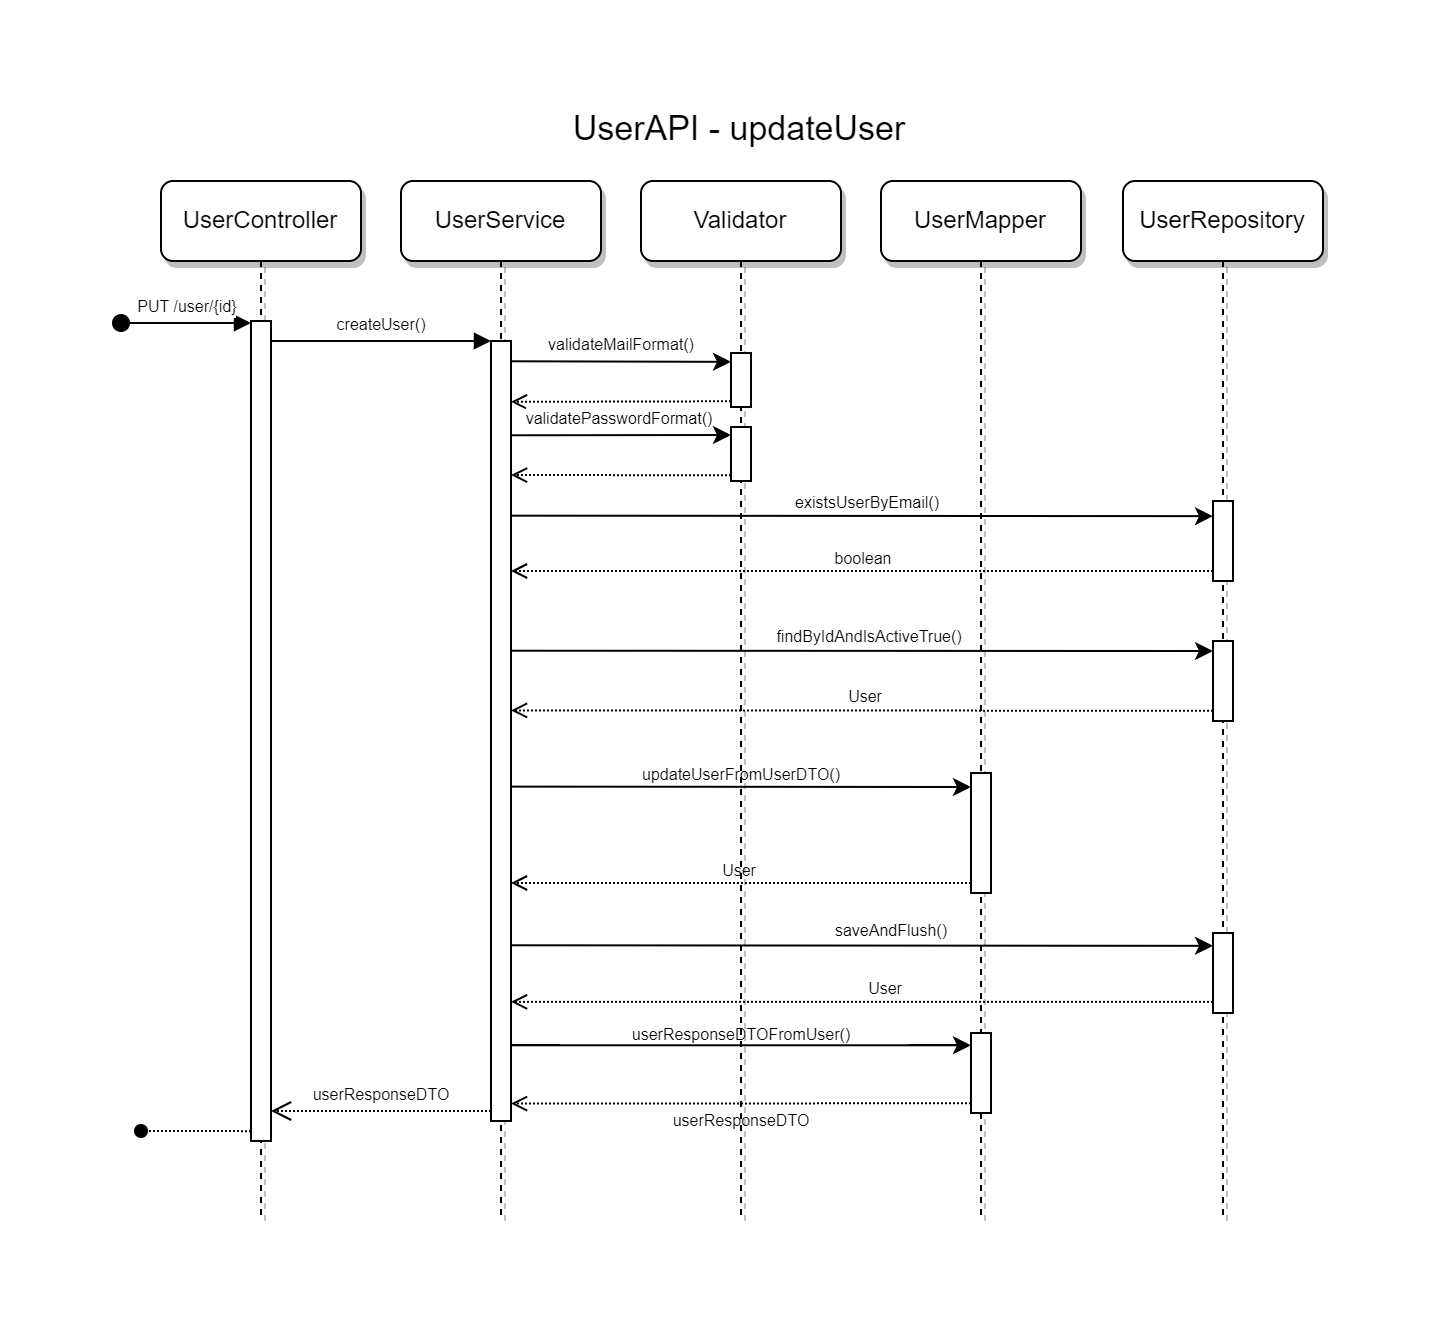 UserAPI - updateUser
UserController
UserService
Validator
UserMapper
UserRepository
PUT /user/{id}
createUser()
validateMailFormat()
validatePasswordFormat()
existsUserByEmail()
boolean
findByIdAndIsActiveTrue()
User
updateUserFromUserDTO()
User
saveAndFlush()
User
userResponseDTOFromUser()
userResponseDTO
userResponseDTO